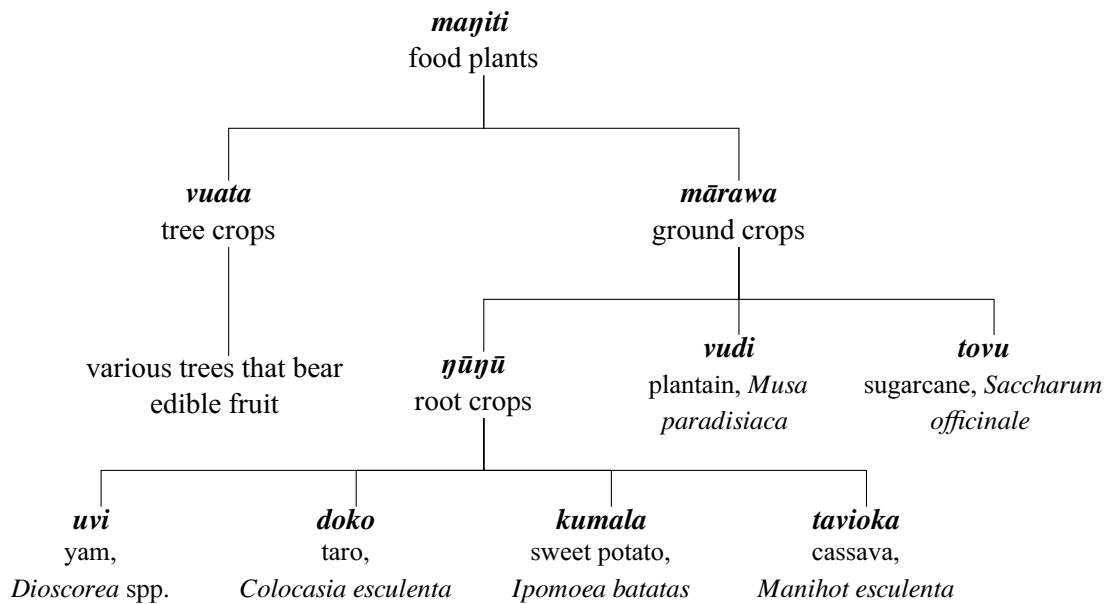 maŋiti
food plants
vuata
tree crops
mārawa
ground crops
various trees that bear
edible fruit
ŋūŋū
root crops
vudi
plantain, Musa
paradisiaca
tovu
sugarcane, Saccharum
officinale
uvi
yam,
Dioscorea spp.
doko
taro,
Colocasia esculenta
kumala
sweet potato,
Ipomoea batatas
tavioka
cassava,
Manihot esculenta